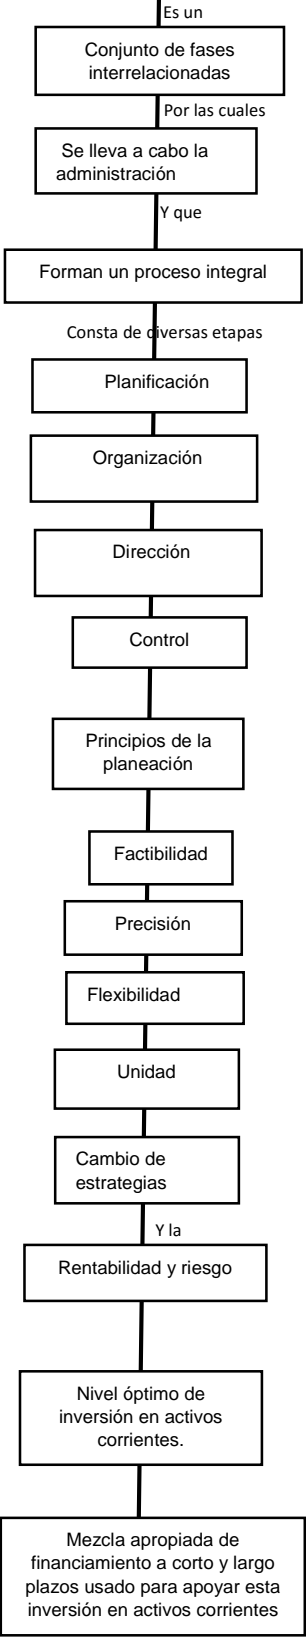 Es un
Conjunto de fases
interrelacionadas
Por las cuales
Se lleva a cabo la
administración
Y que
Forman un proceso integral
Consta de diversas etapas
Planificación
Organización
Dirección
Control
Principios de la
planeación
Factibilidad
Precisión
Flexibilidad
Unidad
Cambio de
estrategias
Y la
Rentabilidad y riesgo
Nivel óptimo de
inversión en activos
corrientes.
Mezcla apropiada de
financiamiento a corto y largo
plazos usado para apoyar esta
inversión en activos corrientes